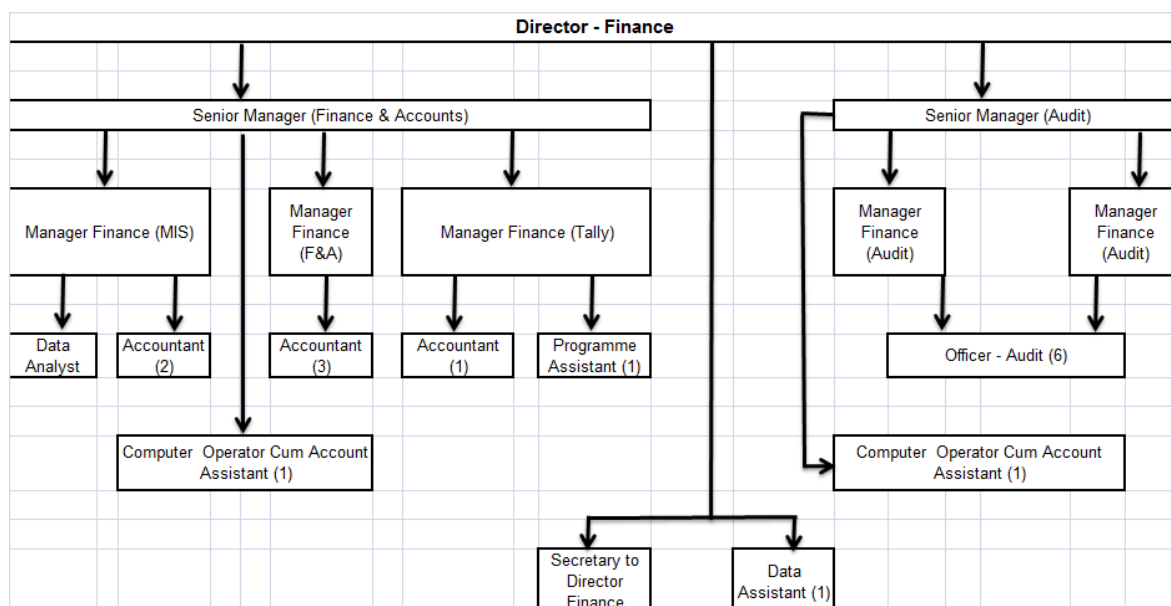 Director - Finance
Senior Manager (Finance & Accounts)
Senior Manager (Audit)
Manager Finance (MIS)
Manager
Finance
(F&A)
Manager Finance (Tally)
Manager
Finance
(Audit)
Manager
Finance
(Audit)
Data
Analyst
Accountant
(2)
Accountant
(3)
Accountant
(1)
Programme
Assistant (1)
Officer - Audit (6)
Computer Operator Cum Account
Assistant (1)
Computer Operator Cum Account
Assistant (1)
Secretary to
Director
Finance
Data
Assistant (1)